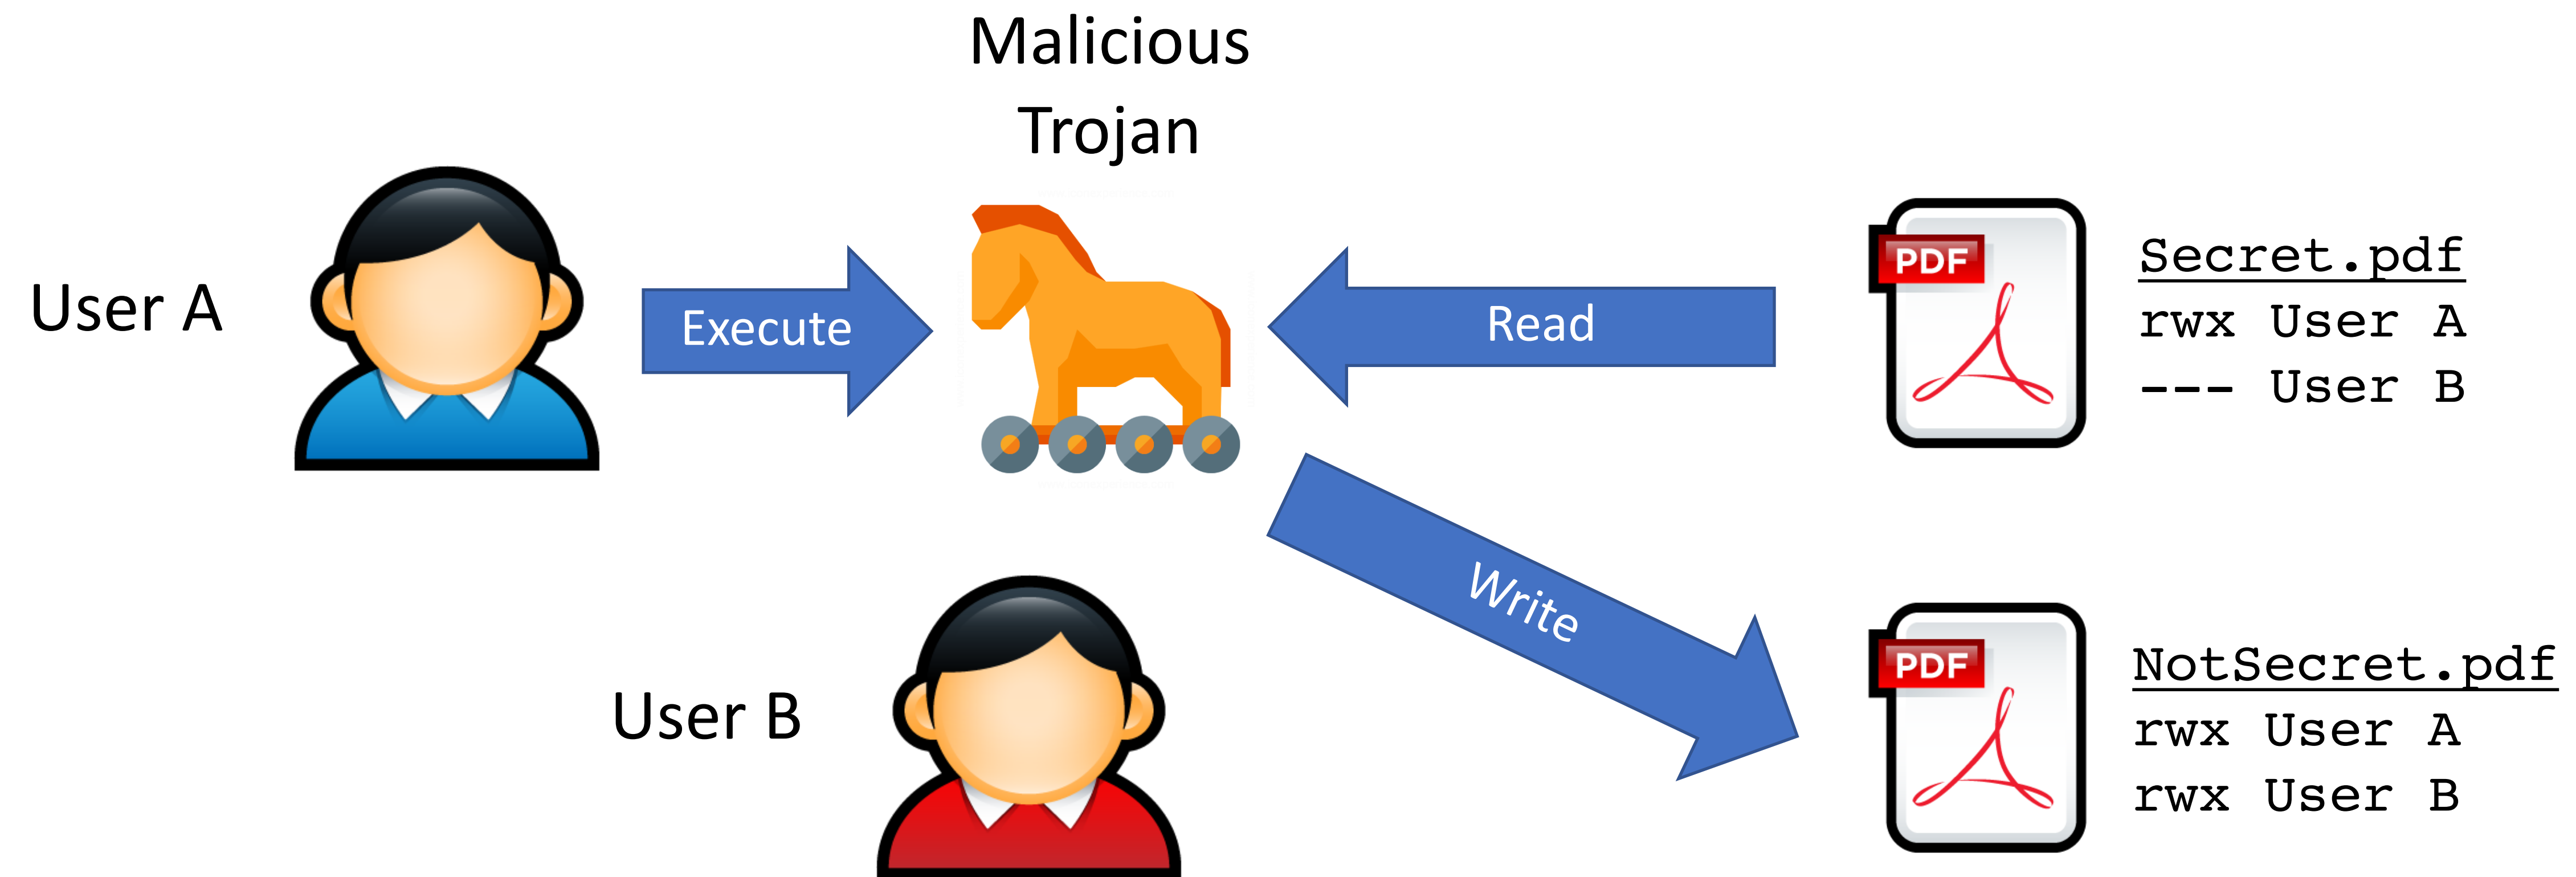 Malicious
Trojan
User A
Execute
Read
PDF
Secret.pdf
rwx User A
--- User B
Write
User B
PDF
NotSecret.pdf
rwx User A
rwx User B